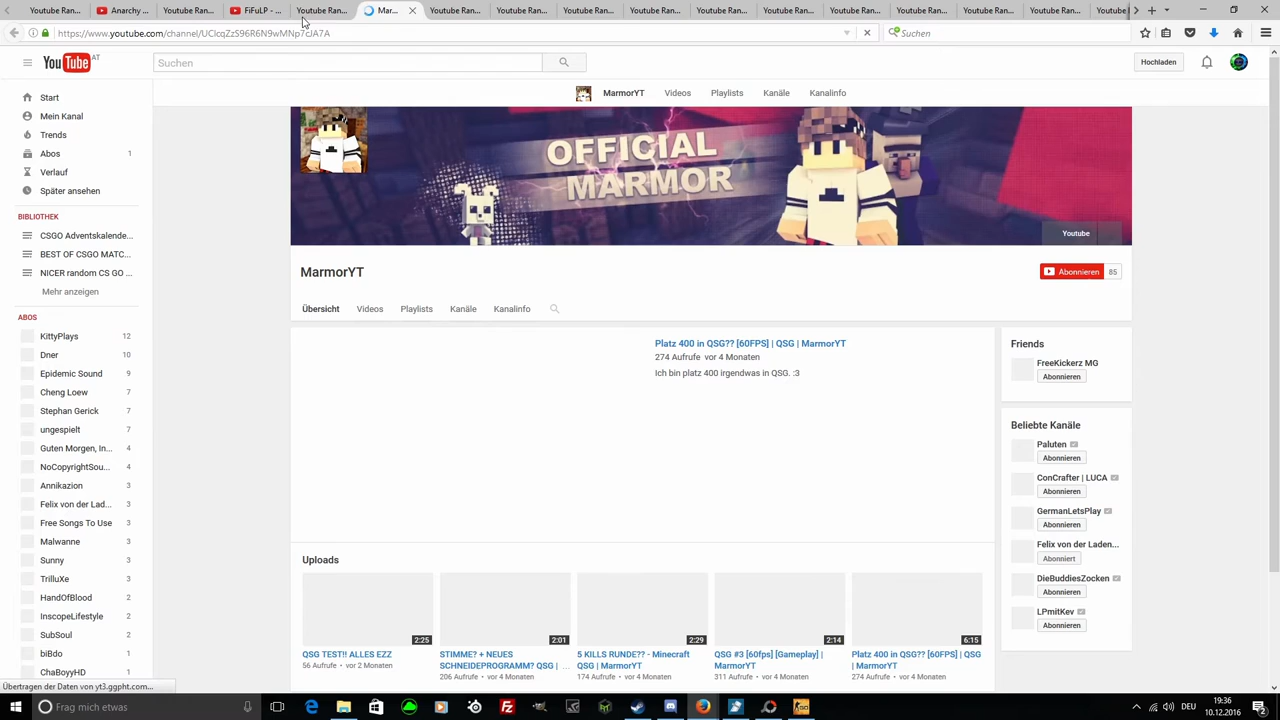 Youtube Ran...
Anarchy - Y...
Youtube Ran...
FifuLP - ...
Youtube Ran...
Mar...
Youtube Ran...
Youtube Ran...
Youtube Ran...
Youtube Ran...
Youtube Ran...
Youtube Ran...
Youtube Ran...
Youtube Ran...
https://www.youtube.com/channel/
Suchen
YouTube AT
Suchen
Hochladen
MarmorYT Videos Playlists Kanäle Kanalinfo
Start
Mein Kanal
Trends
Abos 1
Verlauf
Später ansehen
BIBLIOTHEK
CSGO Adventskalende...
BEST OF CSGO MATC...
NICER random CS GO ...
Mehr anzeigen
ABOS
KittyPlays 12
Dner 10
Epidemic Sound 9
Cheng Loew 7
Stephan Gerick 7
ungespielt 7
Guten Morgen, In... 4
NoCopyrightSou... 4
Annikazion 3
Felix von der Lad... 3
Free Songs To Use 3
Malwanne 3
Sunny 3
TrilluXe 3
HandOfBlood 2
InscopeLifestyle 2
SubSoul 2
biBdo 1
ChaBoyyHD 1
OFFICIAL
MARMOR
Youtube
MarmorYT
Abonnieren 85
Übersicht Videos Playlists Kanäle Kanalinfo
Platz 400 in QSG?? [60FPS] | QSG | MarmorYT
274 Aufrufe vor 4 Monaten
Ich bin platz 400 irgendwas in QSG. :3
Friends
FreeKickerz MG
Abonnieren
Beliebte Kanäle
Paluten
Abonnieren
ConCrafter | LUCA
Abonnieren
GermanLetsPlay
Abonnieren
Felix von der Laden...
Abonniert
DieBuddiesZocken
Abonnieren
LPmitKev
Abonnieren
Uploads
2:25
2:01
2:29
2:14
6:15
QSG TEST!! ALLES EZZ
56 Aufrufe • vor 2 Monaten
STIMME? + NEUES
SCHNEIDEPROGRAMM? QSG | ...
206 Aufrufe • vor 4 Monaten
5 KILLS RUNDE?? - Minecraft
QSG | MarmorYT
174 Aufrufe • vor 4 Monaten
QSG #3 [60fps] [Gameplay] |
MarmorYT
311 Aufrufe • vor 4 Monaten
Platz 400 in QSG?? [60FPS] | QSG
| MarmorYT
274 Aufrufe • vor 4 Monaten
Übertragen der Daten von yt3.ggpht.com...
Frag mich etwas
DEU
19:36
10.12.2016
2